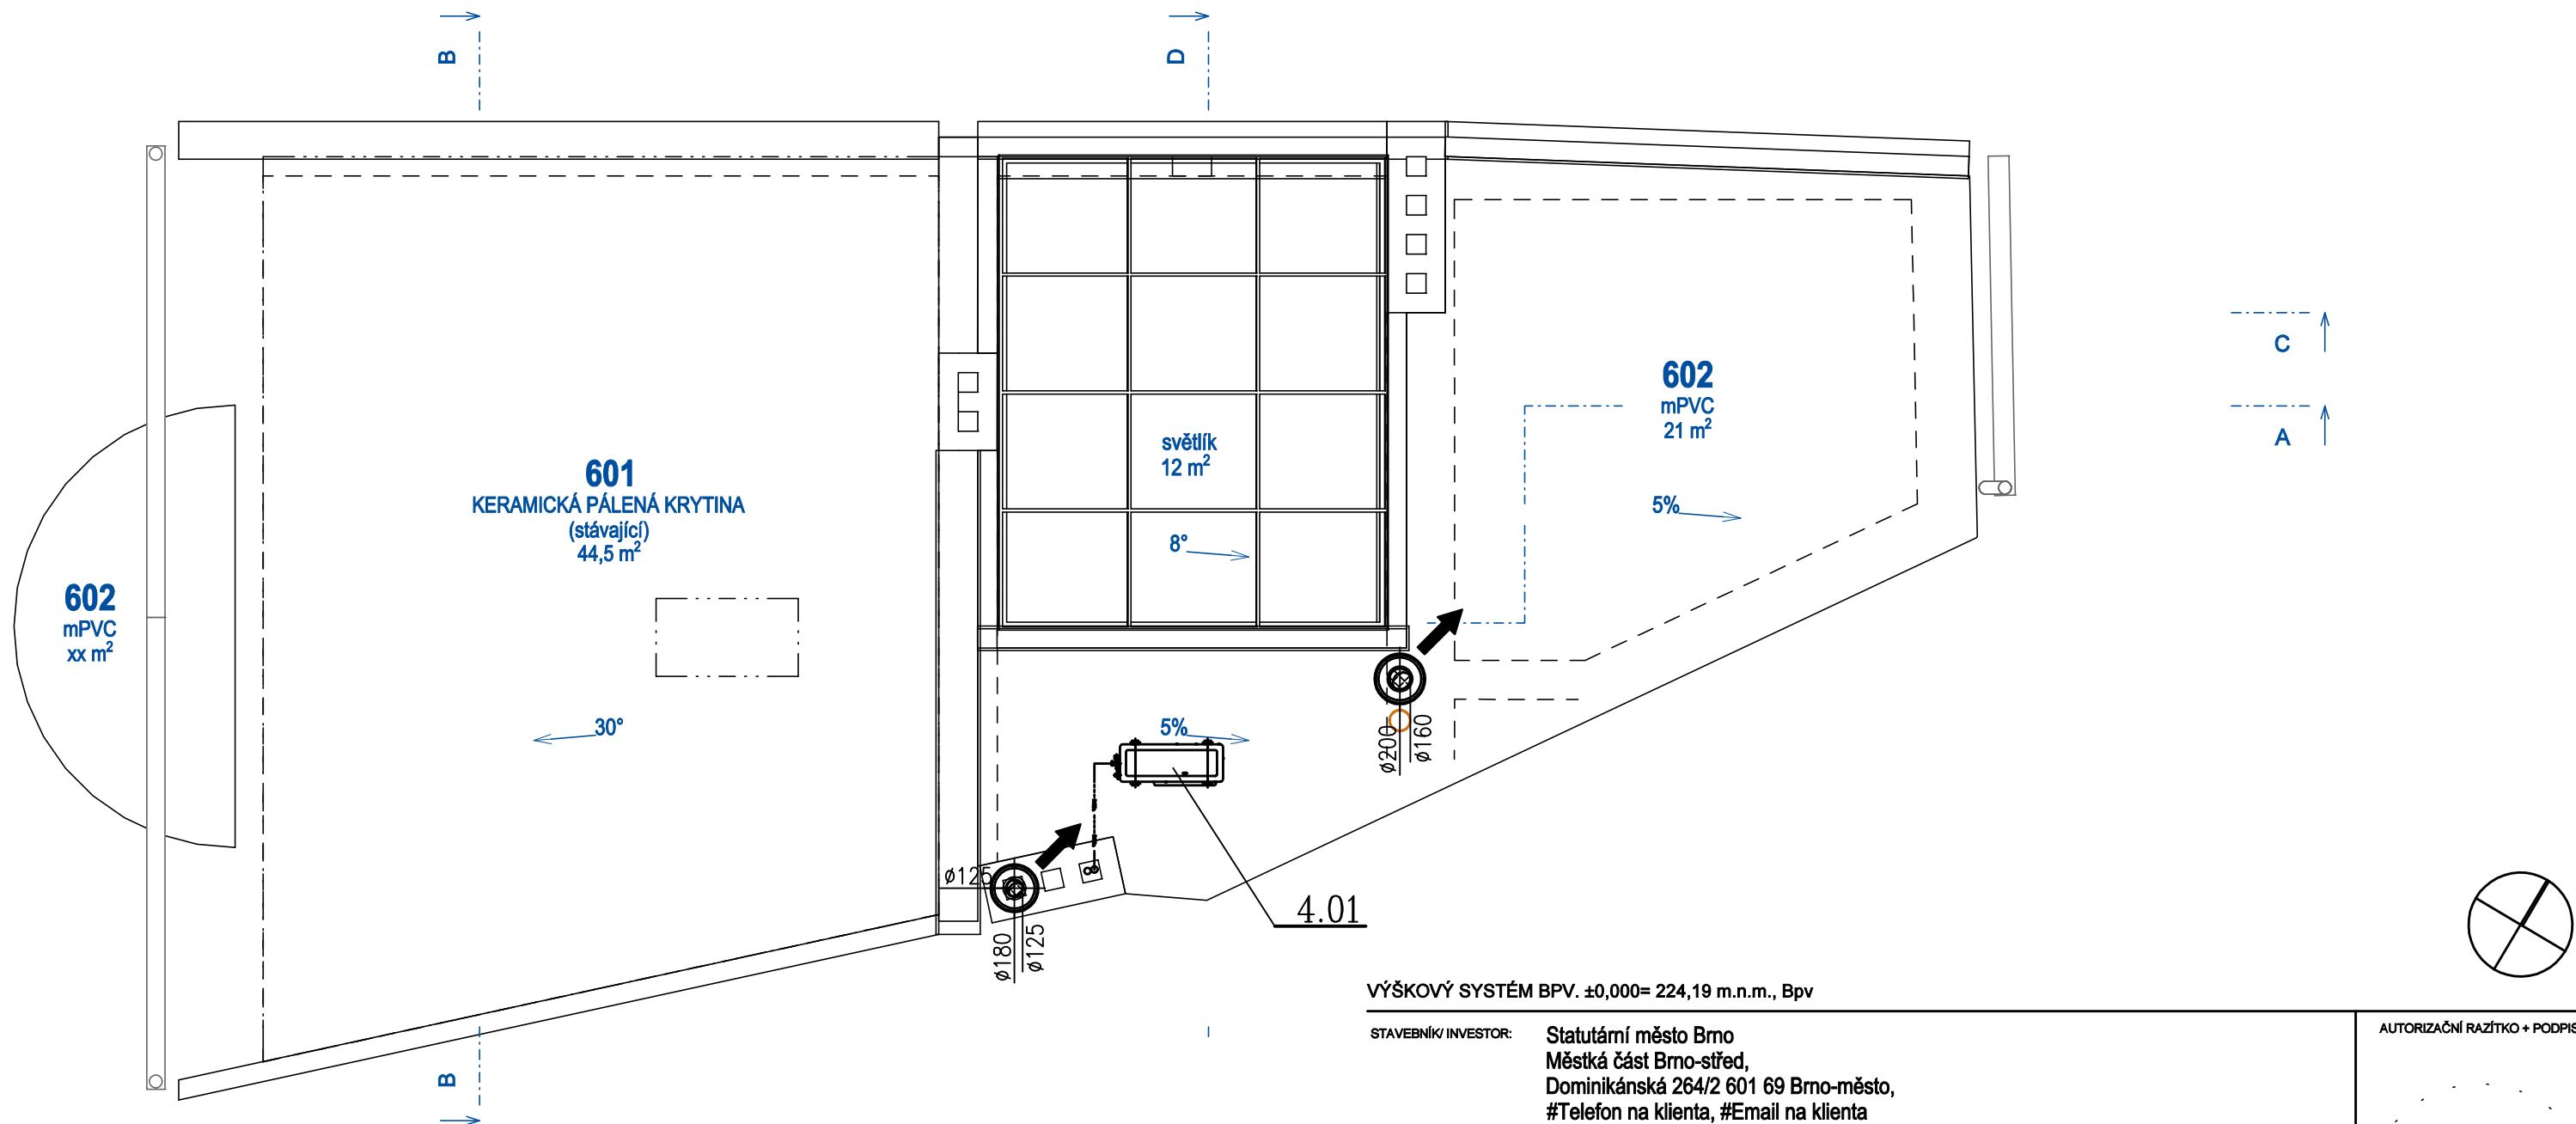 B
D
C
A
602
mPVC
21 m²
světlík
12 m²
601
KERAMICKÁ PÁLENÁ KRYTINA
(stávající)
44,5 m²
5%
8°
602
mPVC
xx m²
30°
5%
ø200
ø160
ø125
ø180
ø125
4.01
B
VÝŠKOVÝ SYSTÉM BPV. ±0,000= 224,19 m.n.m., Bpv
STAVEBNÍK/ INVESTOR:
Statutární město Brno
Městká část Brno-střed,
Dominikánská 264/2 601 69 Brno-město,
#Telefon na klienta, #Email na klienta
AUTORIZAČNÍ RAZÍTKO + PODPIS